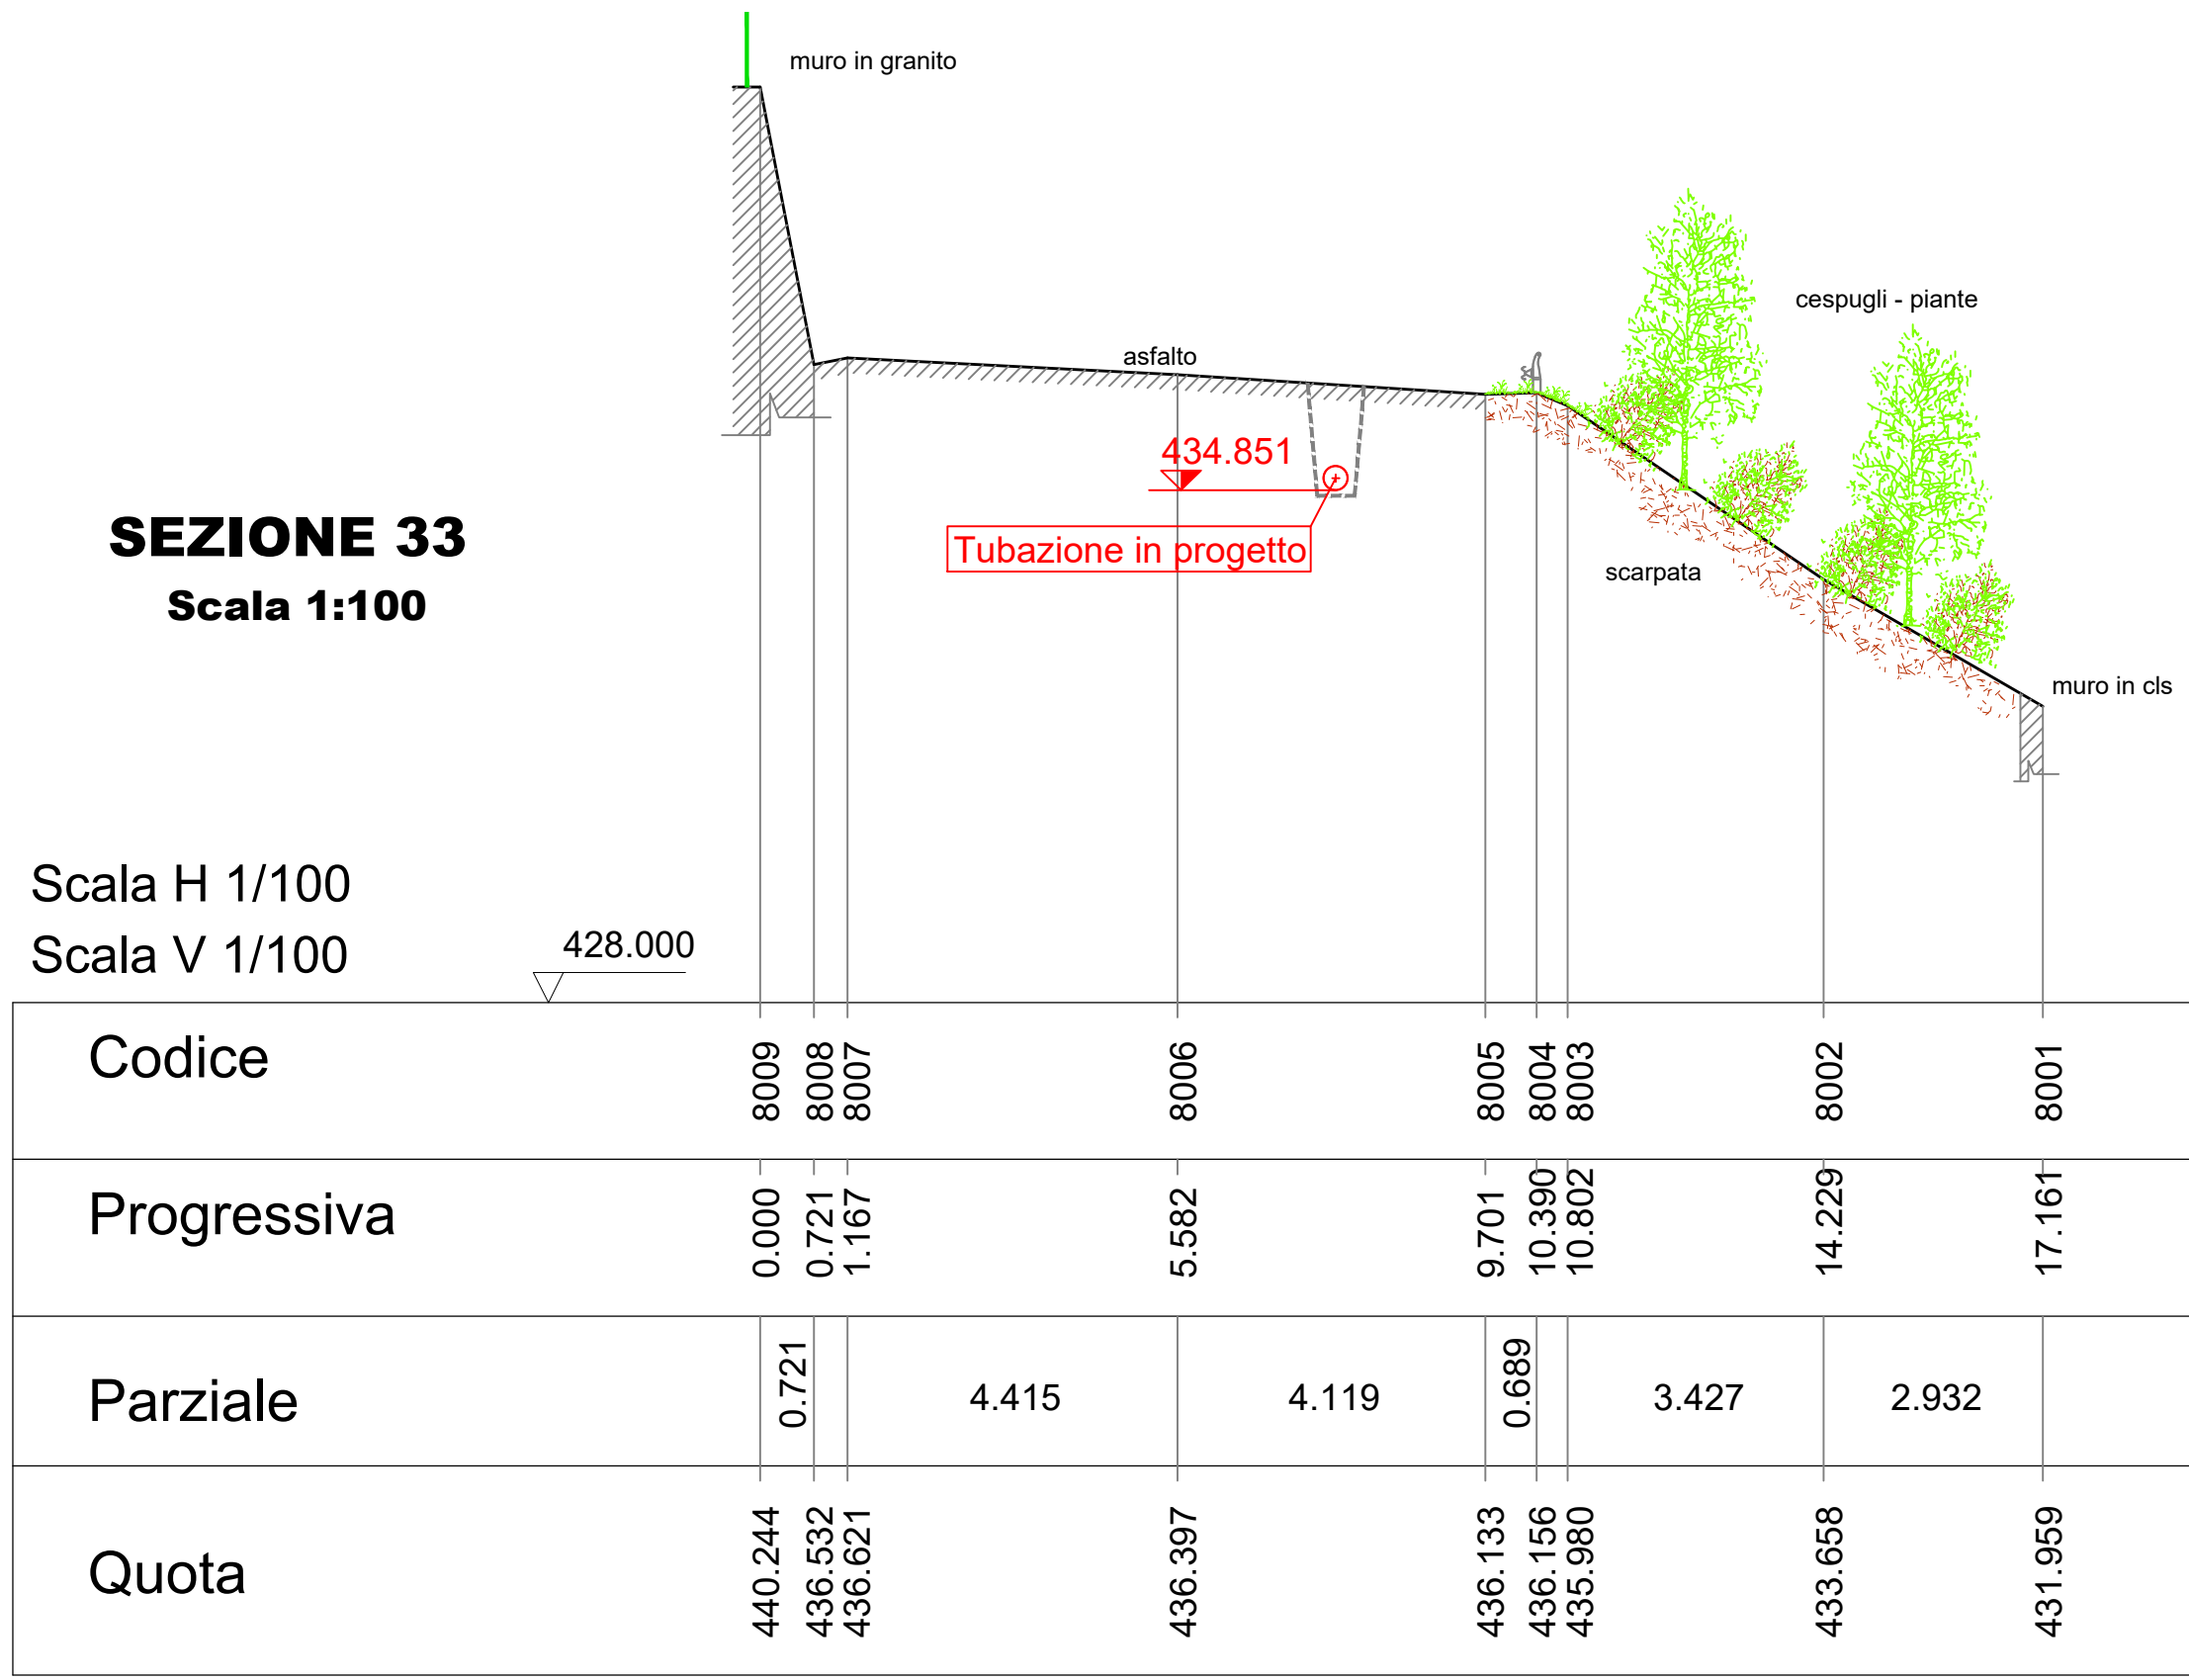 muro in granito
cespugli - piante
asfalto
434.851
SEZIONE 33
Tubazione in progetto
scarpata
Scala 1:100
muro in cls
Scala H 1/100
428.000
Scala V 1/100
Codice 8009 8008 8007 8006 8005 8004 8003 8002 8001
Progressiva 0.000 0.721 1.167 5.582 9.701 10.390 10.802 14.229 17.161
Parziale 0.721 4.415 4.119 0.689 3.427 2.932
Quota 440.244 436.532 436.621 436.397 436.133 436.156 435.980 433.658 431.959